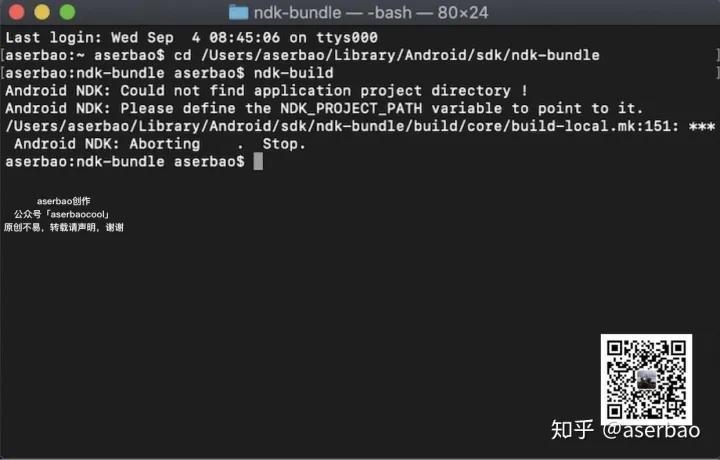 ndk-bundle — -bash — 80×24
Last login: Wed Sep  4 08:45:06 on ttys000
[aserbao:~ aserbao$ cd /Users/aserbao/Library/Android/sdk/ndk-bundle ]
[aserbao:ndk-bundle aserbao$ ndk-build ]
Android NDK: Could not find application project directory !
Android NDK: Please define the NDK_PROJECT_PATH variable to point to it.
/Users/aserbao/Library/Android/sdk/ndk-bundle/build/core/build-local.mk:151: ***
 Android NDK: Aborting    .  Stop.
aserbao:ndk-bundle aserbao$
aserbao创作
公众号「aserbaocool」
原创不易，转载请声明，谢谢
知乎 @aserbao